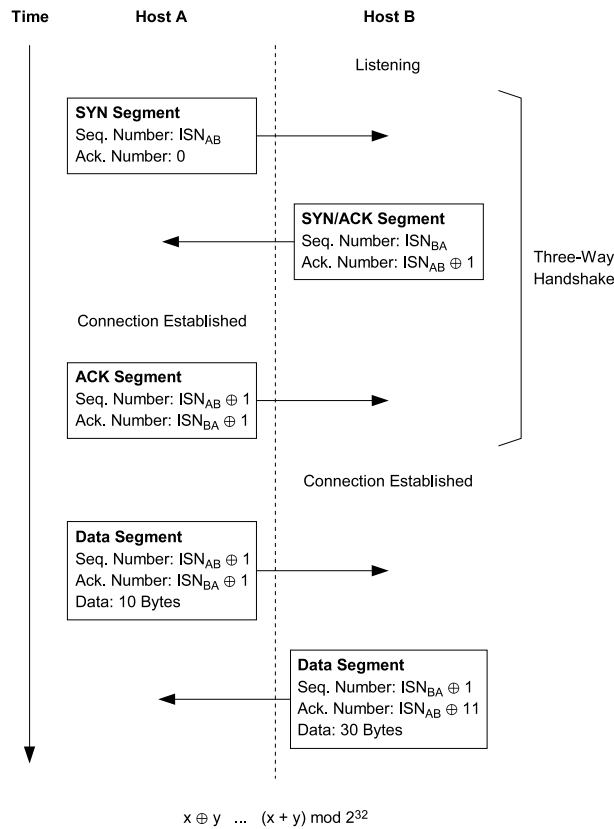 Time Host A Host B
Listening
SYN Segment
Seq. Number: ISN_AB
Ack. Number: 0
SYN/ACK Segment
Seq. Number: ISN_BA
Ack. Number: ISN_AB ⊕ 1
Three-Way
Handshake
Connection Established
ACK Segment
Seq. Number: ISN_AB ⊕ 1
Ack. Number: ISN_BA ⊕ 1
Connection Established
Data Segment
Seq. Number: ISN_AB ⊕ 1
Ack. Number: ISN_BA ⊕ 1
Data: 10 Bytes
Data Segment
Seq. Number: ISN_BA ⊕ 1
Ack. Number: ISN_AB ⊕ 11
Data: 30 Bytes
x ⊕ y ... (x + y) mod 2^32